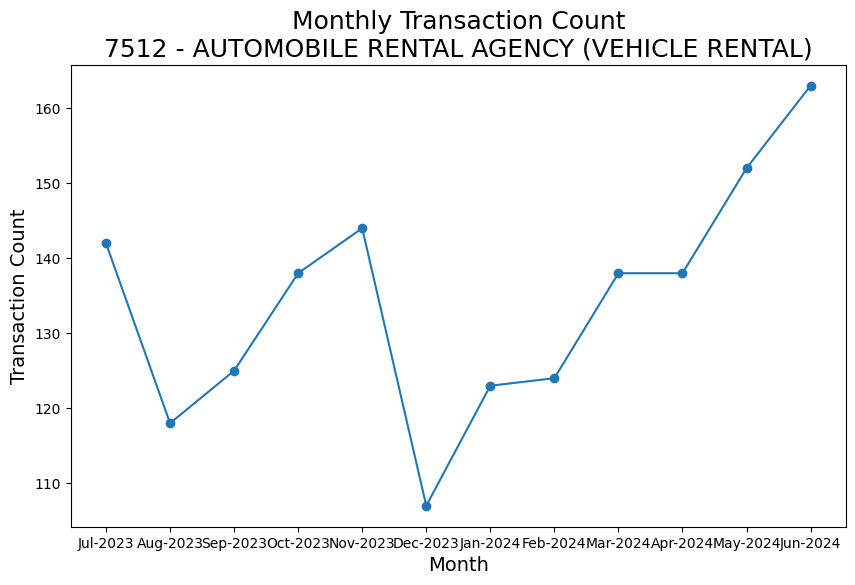 Monthly Transaction Count
7512 - AUTOMOBILE RENTAL AGENCY (VEHICLE RENTAL)
Transaction Count
160
150
140
130
120
110
Jul-2023 Aug-2023 Sep-2023 Oct-2023 Nov-2023 Dec-2023 Jan-2024 Feb-2024 Mar-2024 Apr-2024 May-2024 Jun-2024
Month